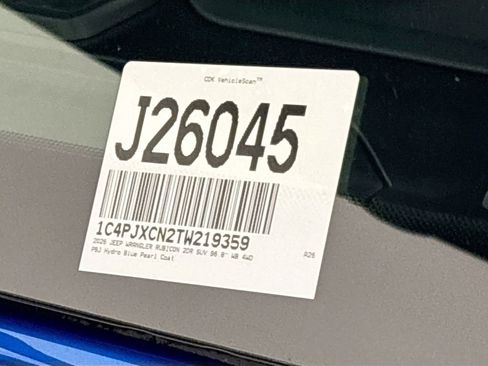 CDK VehicleScan™
J26045
1C4PJXCN2TW219359
2026 JEEP WRANGLER RUBICON 2DR SUV 96.8" WB 4WD
PBJ Hydro Blue Pearl Coat
A26